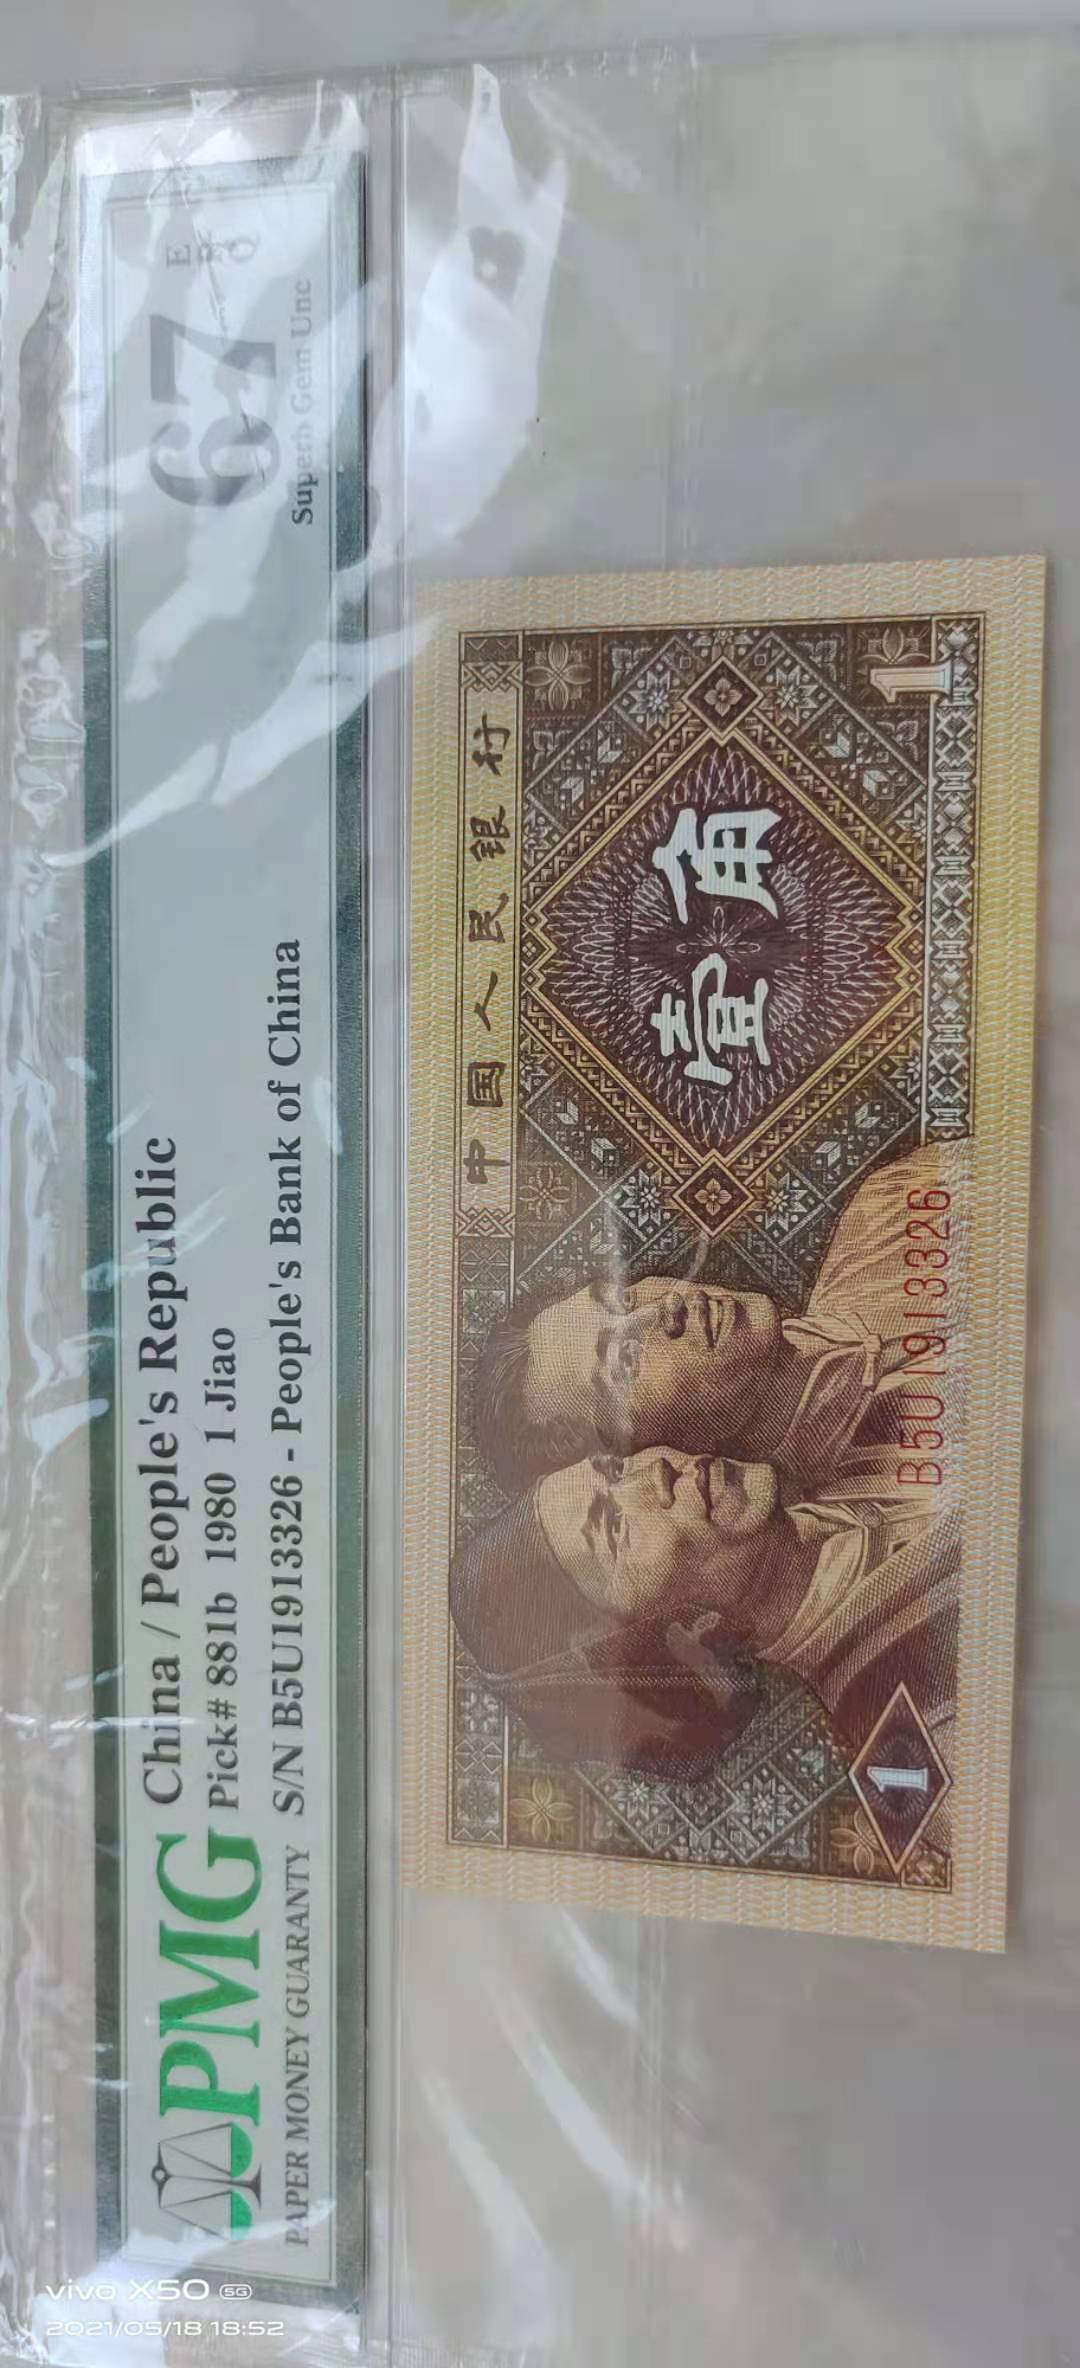 PMG
PAPER MONEY GUARANTY
China / People's Republic
Pick# 881b 1980 1 Jiao
S/N B5U1913326 - People's Bank of China
67
E
P
Q
Superb Gem Unc
中国人民银行
壹角
1
B5U1913326
1
vivo X50 5G
2021/05/18 18:52